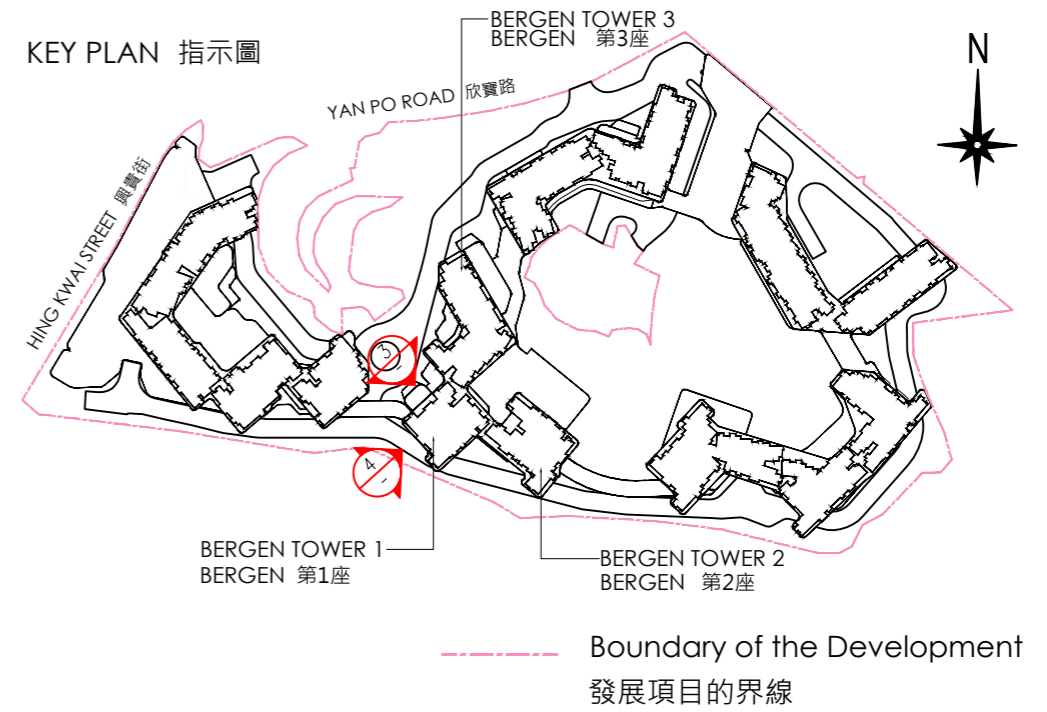 KEY PLAN 指示圖
BERGEN TOWER 3
BERGEN 第3座
N
YAN PO ROAD 欣寶路
HING KWAI STREET 興貴街
3
-
4
-
BERGEN TOWER 1
BERGEN 第1座
BERGEN TOWER 2
BERGEN 第2座
Boundary of the Development
發展項目的界線